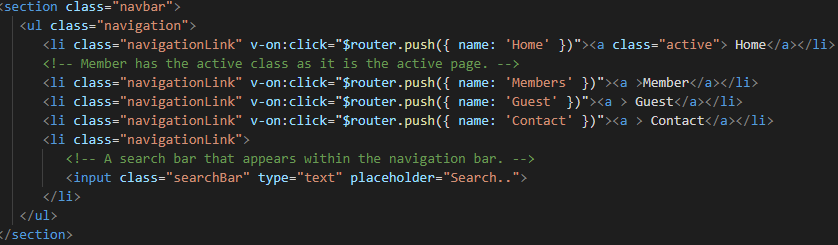 <section class="navbar">
<ul class="navigation">
<li class="navigationLink" v-on:click="$router.push({ name: 'Home' })"><a class="active"> Home</a></li>
<!-- Member has the active class as it is the active page. -->
<li class="navigationLink" v-on:click="$router.push({ name: 'Members' })"><a >Member</a></li>
<li class="navigationLink" v-on:click="$router.push({ name: 'Guest' })"><a > Guest</a></li>
<li class="navigationLink" v-on:click="$router.push({ name: 'Contact' })"><a > Contact</a></li>
<li class="navigationLink">
<!-- A search bar that appears within the navigation bar. -->
<input class="searchBar" type="text" placeholder="Search..">
</li>
</ul>
</section>